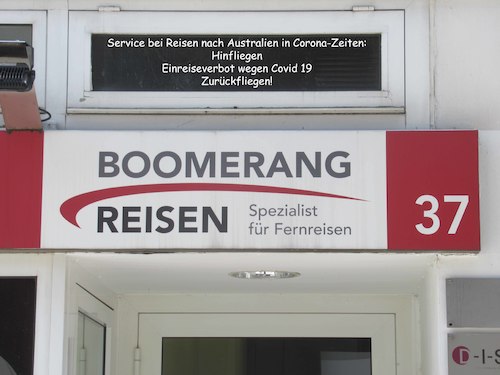 Service bei Reisen nach Australien in Corona-Zeiten:
Hinfliegen
Einreiseverbot wegen Covid 19
Zurückfliegen!
BOOMERANG
REISEN
Spezialist
für Fernreisen
37
D-I-S